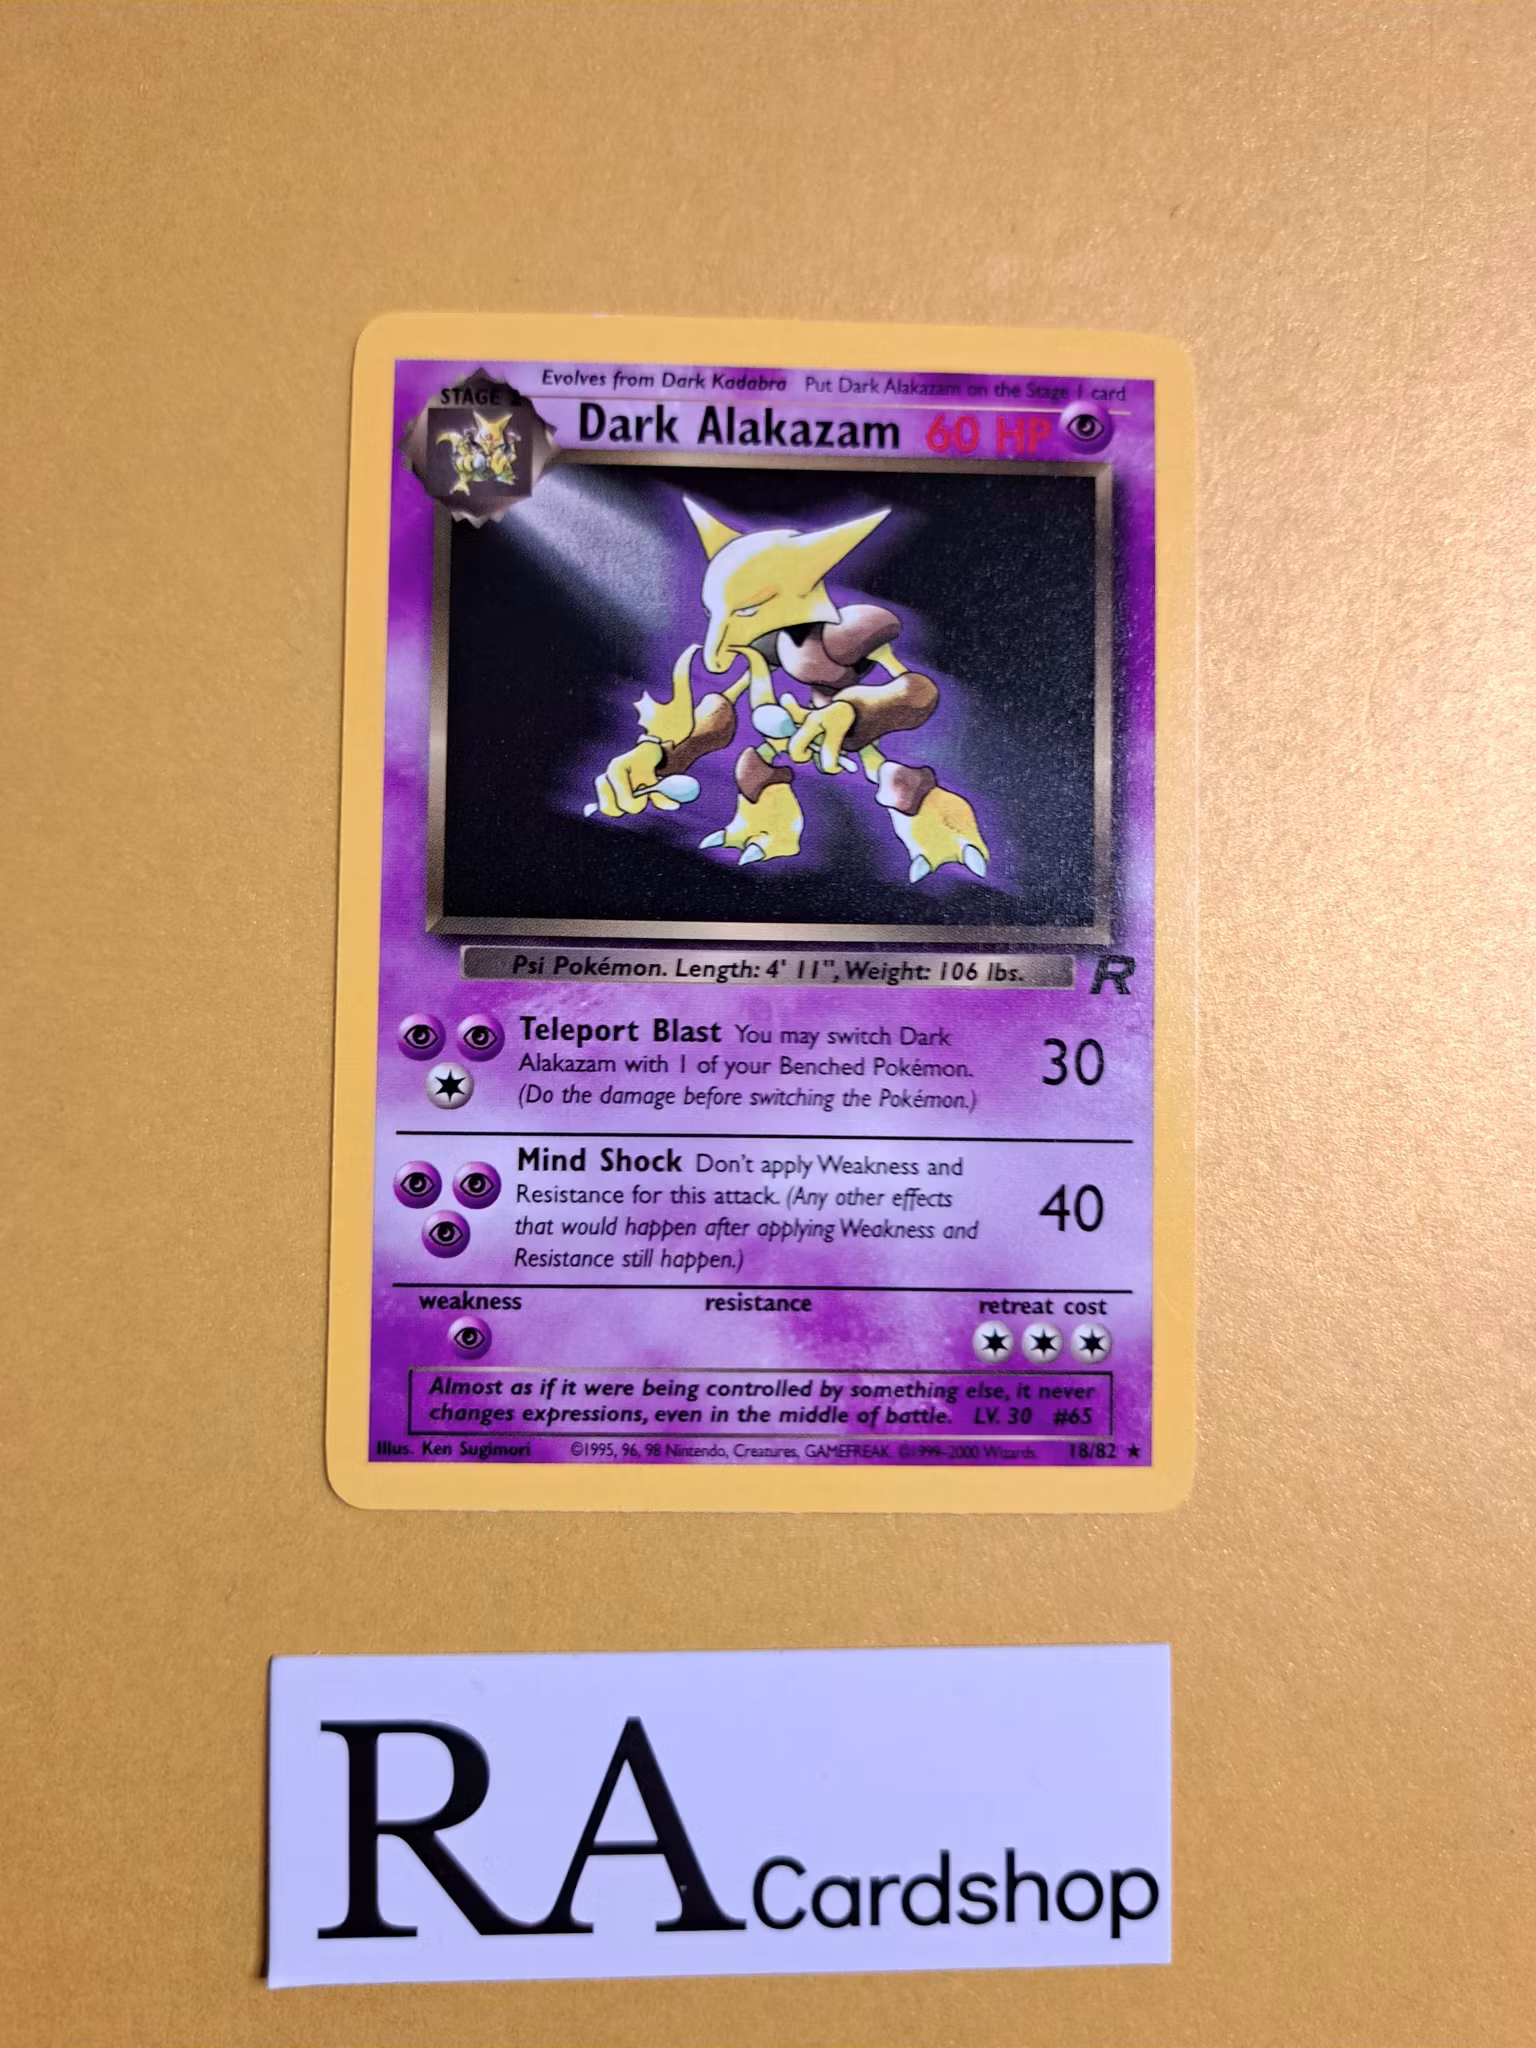 Evolves from Dark Kadabra Put Dark Alakazam on the Stage 1 card
STAGE 2
Dark Alakazam 60 HP
Psi Pokémon. Length: 4' 11", Weight: 106 lbs.
R
Teleport Blast You may switch Dark
Alakazam with 1 of your Benched Pokémon.
(Do the damage before switching the Pokémon.)
30
Mind Shock Don't apply Weakness and
Resistance for this attack. (Any other effects
that would happen after applying Weakness and
Resistance still happen.)
40
weakness resistance retreat cost
Almost as if it were being controlled by something else, it never
changes expressions, even in the middle of battle. LV. 30 #65
Illus. Ken Sugimori ©1995, 96, 98 Nintendo, Creatures, GAMEFREAK. ©1999-2000 Wizards. 18/82 ★
RA Cardshop